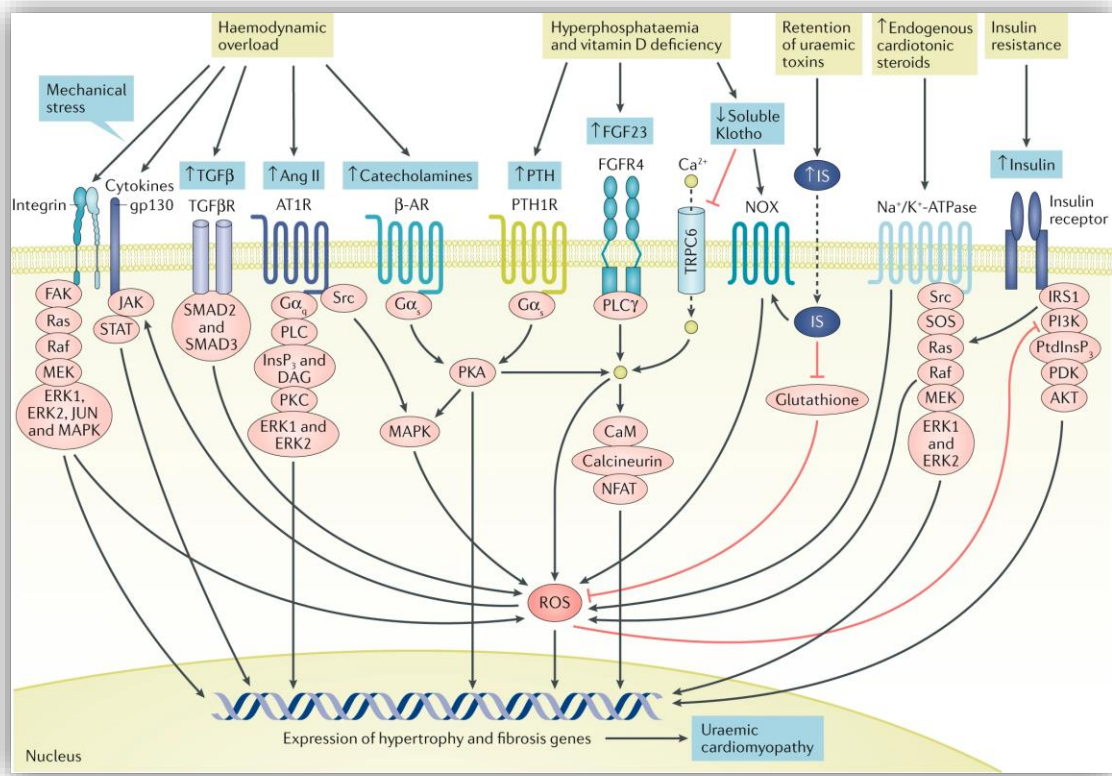 Haemodynamic
overload
Hyperphosphataemia
and vitamin D deficiency
Retention
of uraemic
toxins
↑Endogenous
cardiotonic
steroids
Insulin
resistance
Mechanical
stress
↑TGFβ
↑Ang II
↑Catecholamines
↑PTH
↑FGF23
↓Soluble
Klotho
↑IS
↑Insulin
Integrin
Cytokines
gp130
TGFβR
AT1R
β-AR
PTH1R
FGFR4
Ca²⁺
TRPC6
NOX
Na⁺/K⁺-ATPase
Insulin
receptor
FAK
Ras
Raf
MEK
ERK1,
ERK2, JUN
and MAPK
JAK
STAT
SMAD2
and
SMAD3
Gαq
PLC
InsP₃ and
DAG
PKC
ERK1 and
ERK2
Src
MAPK
Gαs
PKA
Gαs
PLCγ
CaM
Calcineurin
NFAT
IS
Glutathione
Src
SOS
Ras
Raf
MEK
ERK1
and
ERK2
IRS1
PI3K
PtdInsP₃
PDK
AKT
ROS
Expression of hypertrophy and fibrosis genes
Uraemic
cardiomyopathy
Nucleus